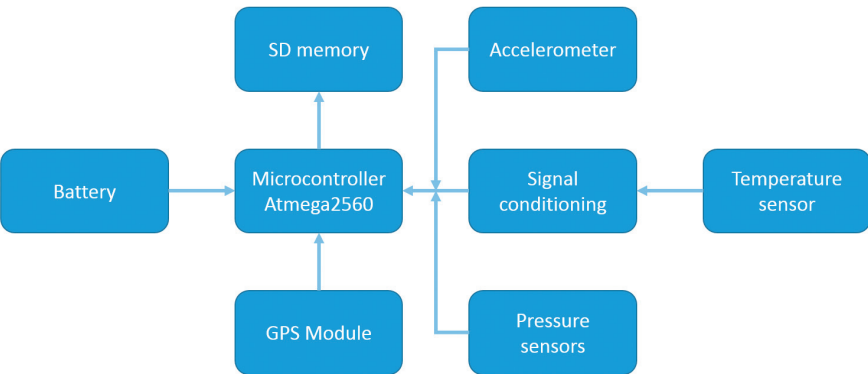 SD memory
Accelerometer
Battery
Microcontroller
Atmega2560
Signal
conditioning
Temperature
sensor
GPS Module
Pressure
sensors